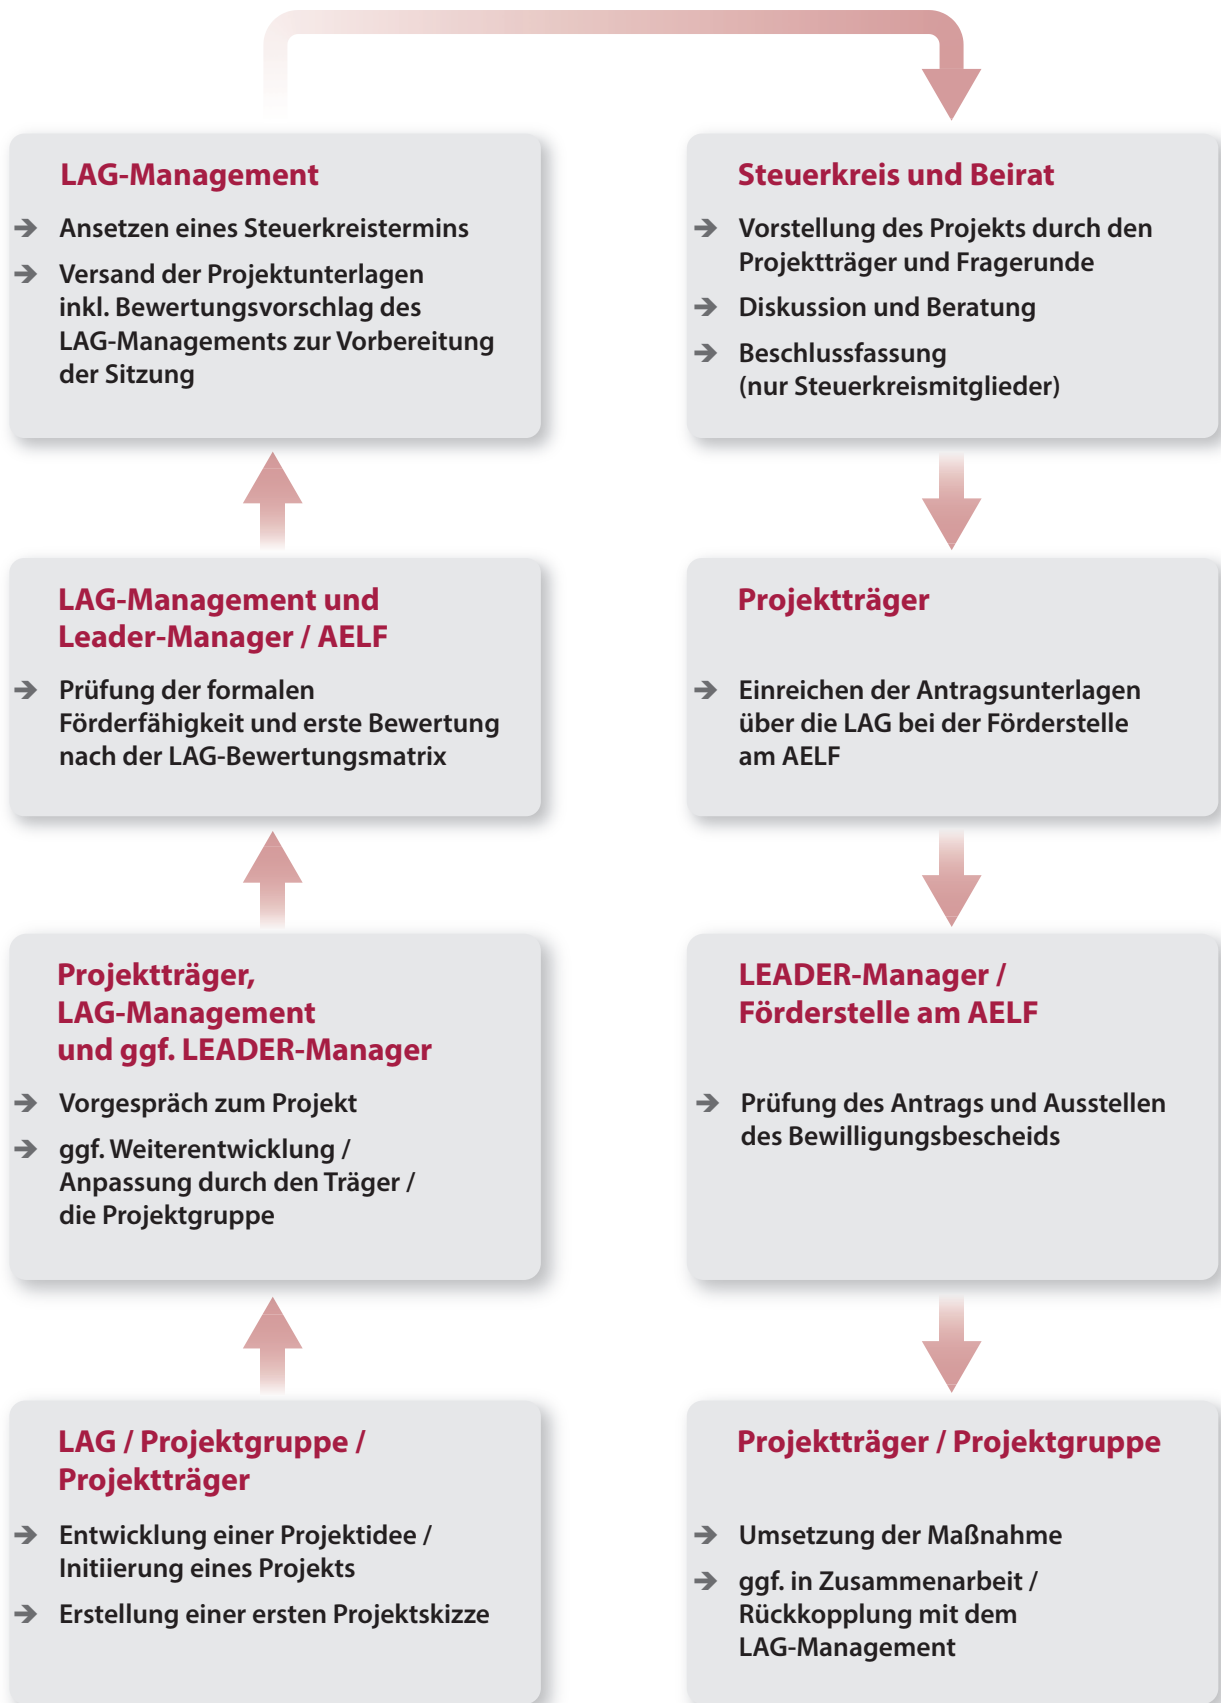 LAG-Management
➔ Ansetzen eines Steuerkreistermins
➔ Versand der Projektunterlagen
inkl. Bewertungsvorschlag des
LAG-Managements zur Vorbereitung
der Sitzung
Steuerkreis und Beirat
➔ Vorstellung des Projekts durch den
Projektträger und Fragerunde
➔ Diskussion und Beratung
➔ Beschlussfassung
(nur Steuerkreismitglieder)
LAG-Management und
Leader-Manager / AELF
➔ Prüfung der formalen
Förderfähigkeit und erste Bewertung
nach der LAG-Bewertungsmatrix
Projektträger
➔ Einreichen der Antragsunterlagen
über die LAG bei der Förderstelle
am AELF
Projektträger,
LAG-Management
und ggf. LEADER-Manager
➔ Vorgespräch zum Projekt
➔ ggf. Weiterentwicklung /
Anpassung durch den Träger /
die Projektgruppe
LEADER-Manager /
Förderstelle am AELF
➔ Prüfung des Antrags und Ausstellen
des Bewilligungsbescheids
LAG / Projektgruppe /
Projektträger
➔ Entwicklung einer Projektidee /
Initiierung eines Projekts
➔ Erstellung einer ersten Projektskizze
Projektträger / Projektgruppe
➔ Umsetzung der Maßnahme
➔ ggf. in Zusammenarbeit /
Rückkopplung mit dem
LAG-Management